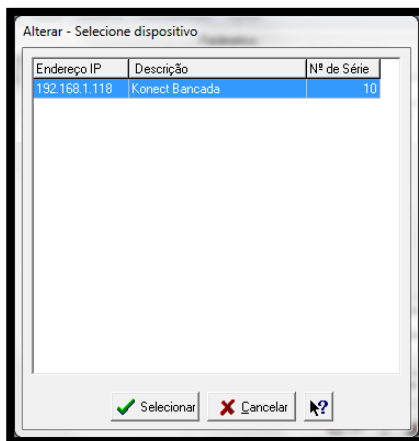 Alterar - Selecione dispositivo
Endereço IP Descrição Nº de Série
192.168.1.118 Konect Bancada 10
Selecionar Cancelar ?